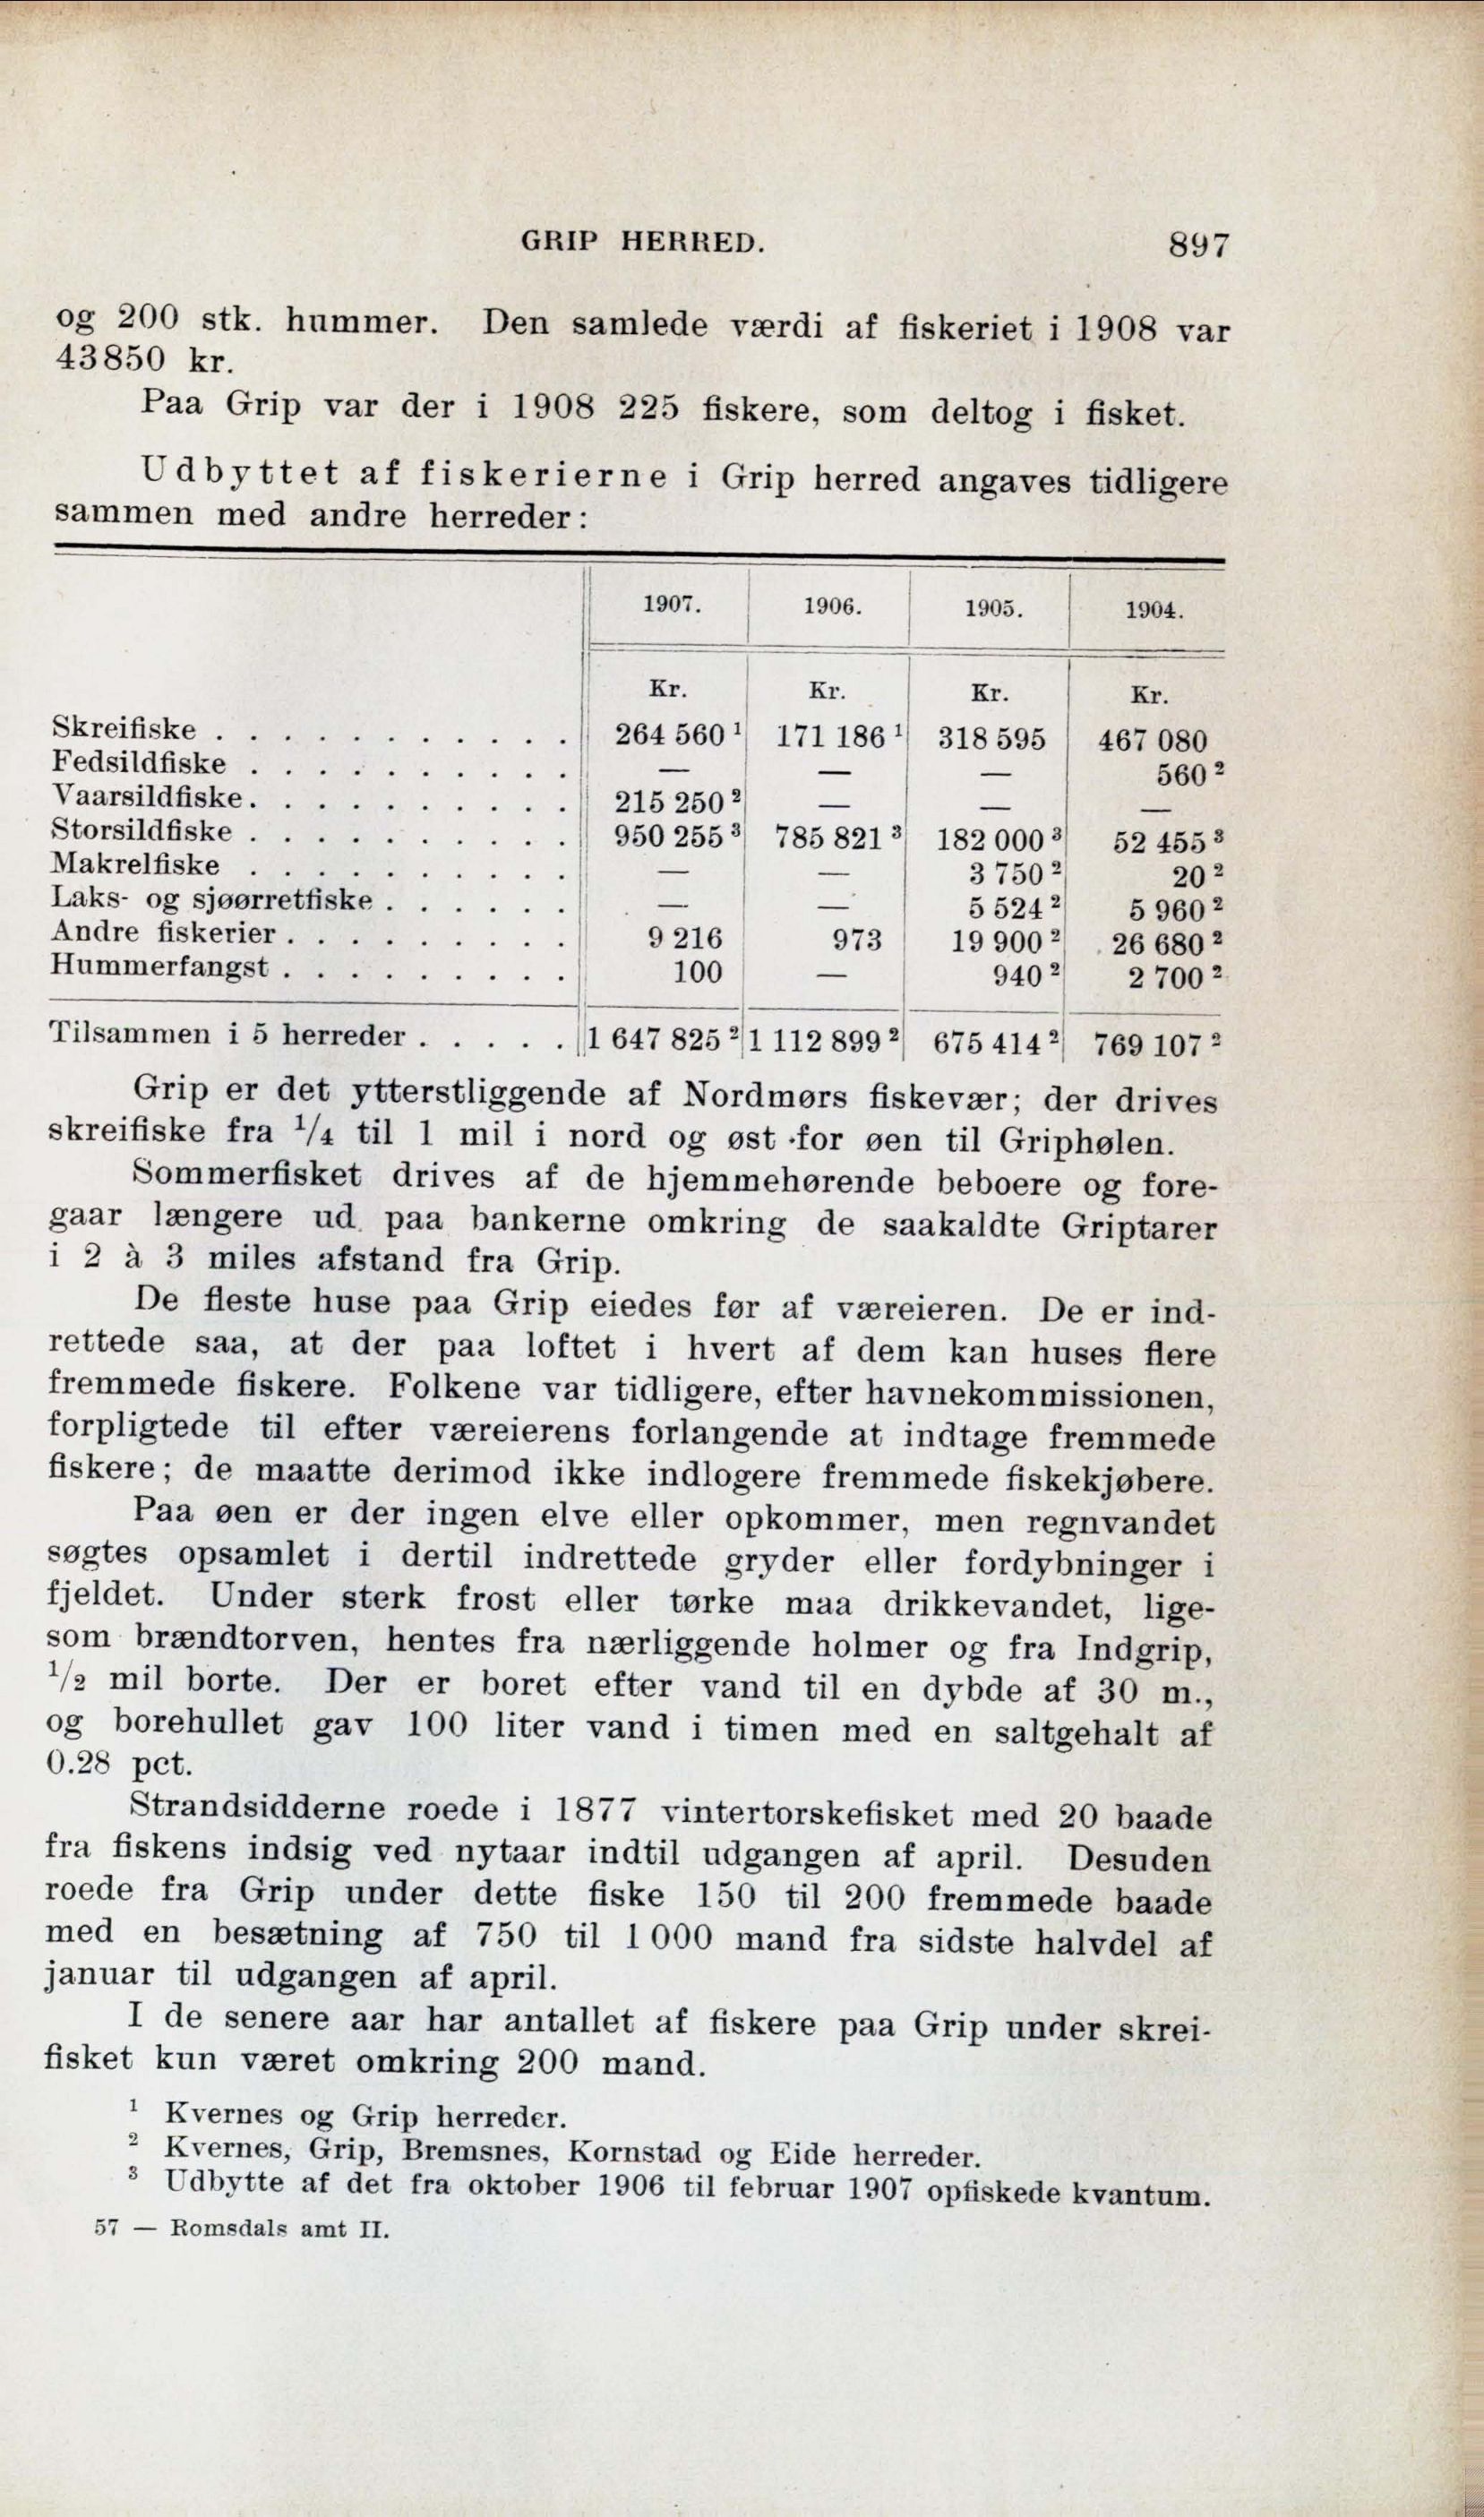 GRIP HERRED. 897
og 200 stk. hummer. Den samlede værdi af fiskeriet i 1908 var
43850 kr.
Paa Grip var der i 1908 225 fiskere, som deltog i fisket.
Udbyttet af fiskerierne i Grip herred angaves tidligere
sammen med andre herreder:
1907. 1906. 1905. 1904.
Kr. Kr. Kr. Kr.
Skreifiske . . . . . . . . . . . 264 560 ¹ 171 186 ¹ 318 595 467 080
Fedsildfiske . . . . . . . . . . — — — 560 ²
Vaarsildfiske. . . . . . . . . . 215 250 ² — — —
Storsildfiske . . . . . . . . . . 950 255 ³ 785 821 ³ 182 000 ³ 52 455 ³
Makrelfiske . . . . . . . . . . — — 3 750 ² 20 ²
Laks- og sjøørretfiske . . . . . . — — 5 524 ² 5 960 ²
Andre fiskerier . . . . . . . . . 9 216 973 19 900 ² 26 680 ²
Hummerfangst . . . . . . . . . 100 — 940 ² 2 700 ²
Tilsammen i 5 herreder . . . . . 1 647 825 ² 1 112 899 ² 675 414 ² 769 107 ²
Grip er det ytterstliggende af Nordmørs fiskevær; der drives
skreifiske fra ¹/₄ til 1 mil i nord og øst for øen til Griphølen.
Sommerfisket drives af de hjemmehørende beboere og fore-
gaar længere ud paa bankerne omkring de saakaldte Griptarer
i 2 à 3 miles afstand fra Grip.
De fleste huse paa Grip eiedes før af væreieren. De er ind-
rettede saa, at der paa loftet i hvert af dem kan huses flere
fremmede fiskere. Folkene var tidligere, efter havnekommissionen,
forpligtede til efter væreierens forlangende at indtage fremmede
fiskere; de maatte derimod ikke indlogere fremmede fiskekjøbere.
Paa øen er der ingen elve eller opkommer, men regnvandet
søgtes opsamlet i dertil indrettede gryder eller fordybninger i
fjeldet. Under sterk frost eller tørke maa drikkevandet, lige-
som brændtorven, hentes fra nærliggende holmer og fra Indgrip,
¹/₂ mil borte. Der er boret efter vand til en dybde af 30 m.,
og borehullet gav 100 liter vand i timen med en saltgehalt af
0.28 pct.
Strandsidderne roede i 1877 vintertorskefisket med 20 baade
fra fiskens indsig ved nytaar indtil udgangen af april. Desuden
roede fra Grip under dette fiske 150 til 200 fremmede baade
med en besætning af 750 til 1 000 mand fra sidste halvdel af
januar til udgangen af april.
I de senere aar har antallet af fiskere paa Grip under skrei-
fisket kun været omkring 200 mand.
¹ Kvernes og Grip herreder.
² Kvernes, Grip, Bremsnes, Kornstad og Eide herreder.
³ Udbytte af det fra oktober 1906 til februar 1907 opfiskede kvantum.
57 — Romsdals amt II.